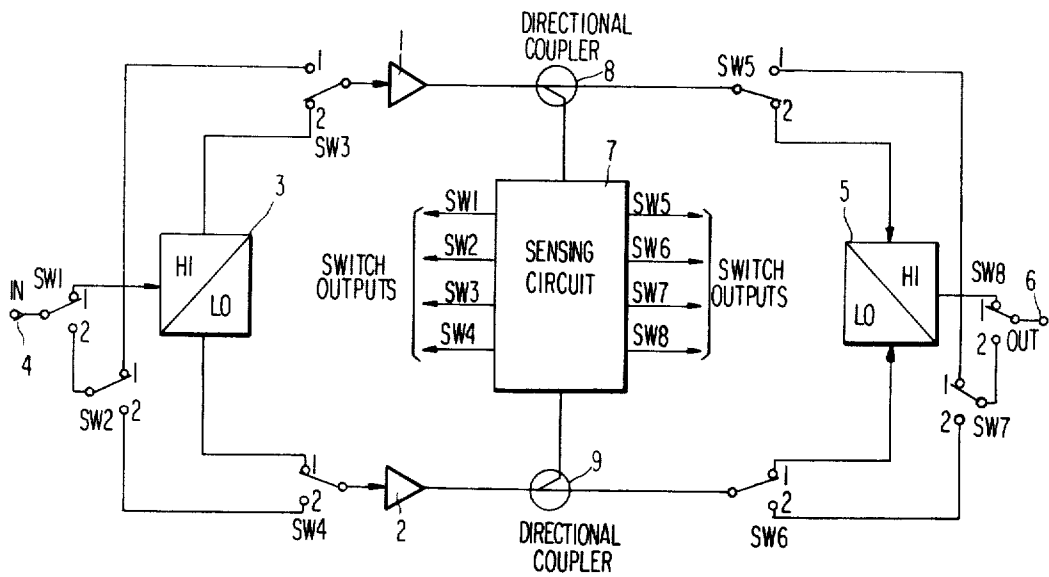 DIRECTIONAL
COUPLER
1
8
1
2
SW3
SW5
1
2
7
3
5
SW1
SW2
SW3
SW4
SWITCH
OUTPUTS
SENSING
CIRCUIT
SW5
SW6
SW7
SW8
SWITCH
OUTPUTS
HI
LO
HI
LO
IN
SW1
1
2
4
SW8
6
1
2
OUT
SW2
1
2
1
2
SW7
1
2
SW4
2
9
DIRECTIONAL
COUPLER
1
2
SW6